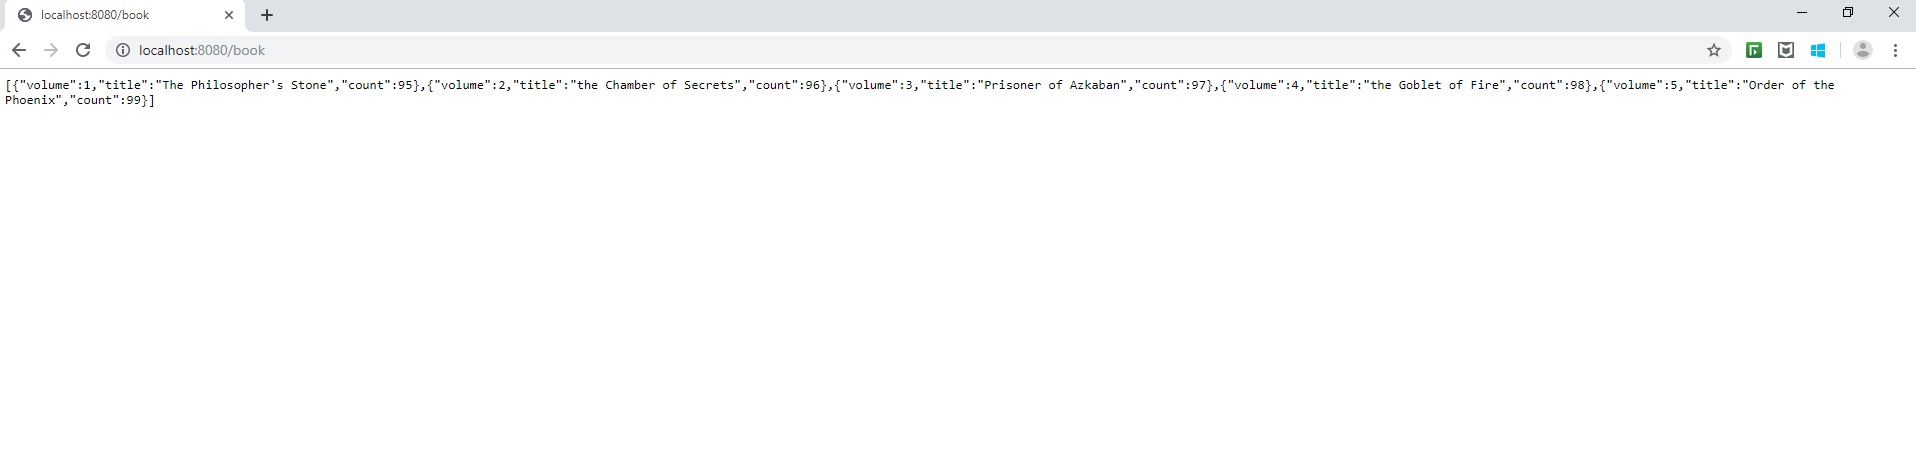 localhost:8080/book
localhost:8080/book
[{"volume":1,"title":"The Philosopher's Stone","count":95},{"volume":2,"title":"the Chamber of Secrets","count":96},{"volume":3,"title":"Prisoner of Azkaban","count":97},{"volume":4,"title":"the Goblet of Fire","count":98},{"volume":5,"title":"Order of the
Phoenix","count":99}]